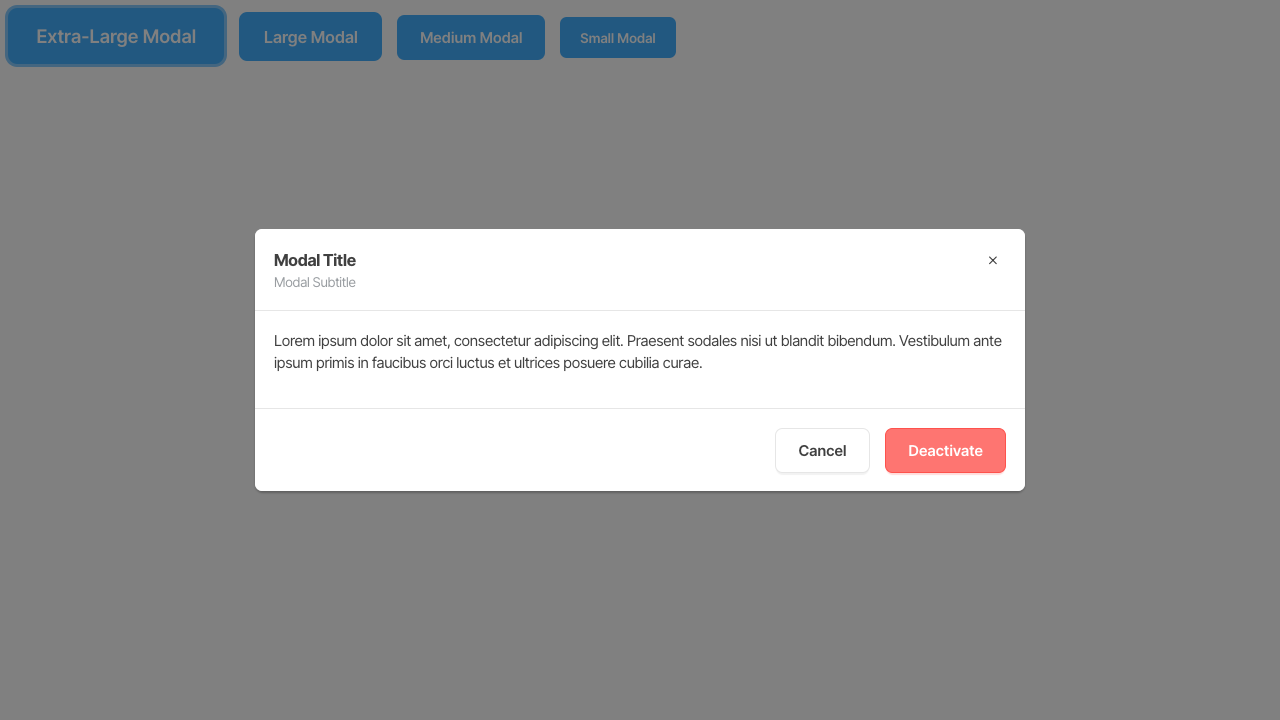 Extra-Large Modal
Large Modal
Medium Modal
Small Modal
Modal Title
Modal Subtitle
Lorem ipsum dolor sit amet, consectetur adipiscing elit. Praesent sodales nisi ut blandit bibendum. Vestibulum ante
ipsum primis in faucibus orci luctus et ultrices posuere cubilia curae.
Cancel
Deactivate